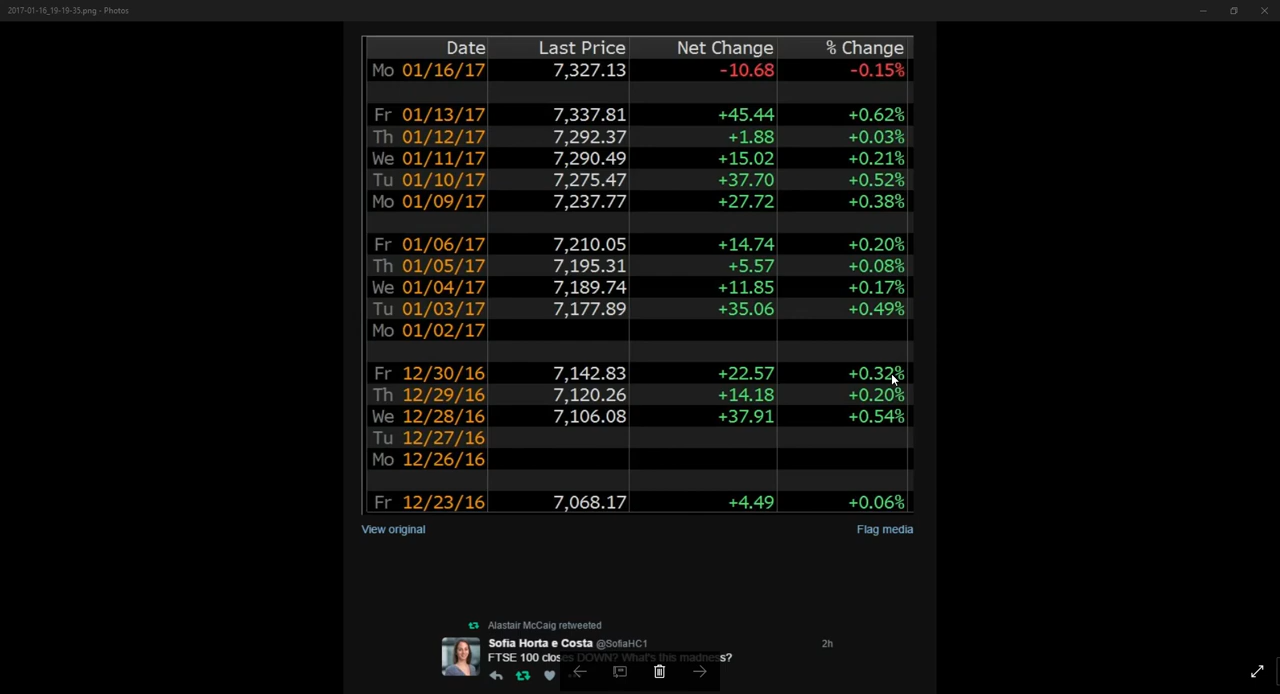 2017-01-16_19-19-35.png - Photos
Date Last Price Net Change % Change
Mo 01/16/17 7,327.13 -10.68 -0.15%
Fr 01/13/17 7,337.81 +45.44 +0.62%
Th 01/12/17 7,292.37 +1.88 +0.03%
We 01/11/17 7,290.49 +15.02 +0.21%
Tu 01/10/17 7,275.47 +37.70 +0.52%
Mo 01/09/17 7,237.77 +27.72 +0.38%
Fr 01/06/17 7,210.05 +14.74 +0.20%
Th 01/05/17 7,195.31 +5.57 +0.08%
We 01/04/17 7,189.74 +11.85 +0.17%
Tu 01/03/17 7,177.89 +35.06 +0.49%
Mo 01/02/17
Fr 12/30/16 7,142.83 +22.57 +0.32%
Th 12/29/16 7,120.26 +14.18 +0.20%
We 12/28/16 7,106.08 +37.91 +0.54%
Tu 12/27/16
Mo 12/26/16
Fr 12/23/16 7,068.17 +4.49 +0.06%
View original Flag media
Alastair McCaig retweeted
Sofia Horta e Costa @SofiaHC1 2h
FTSE 100 closes DOWN? What's this madness?